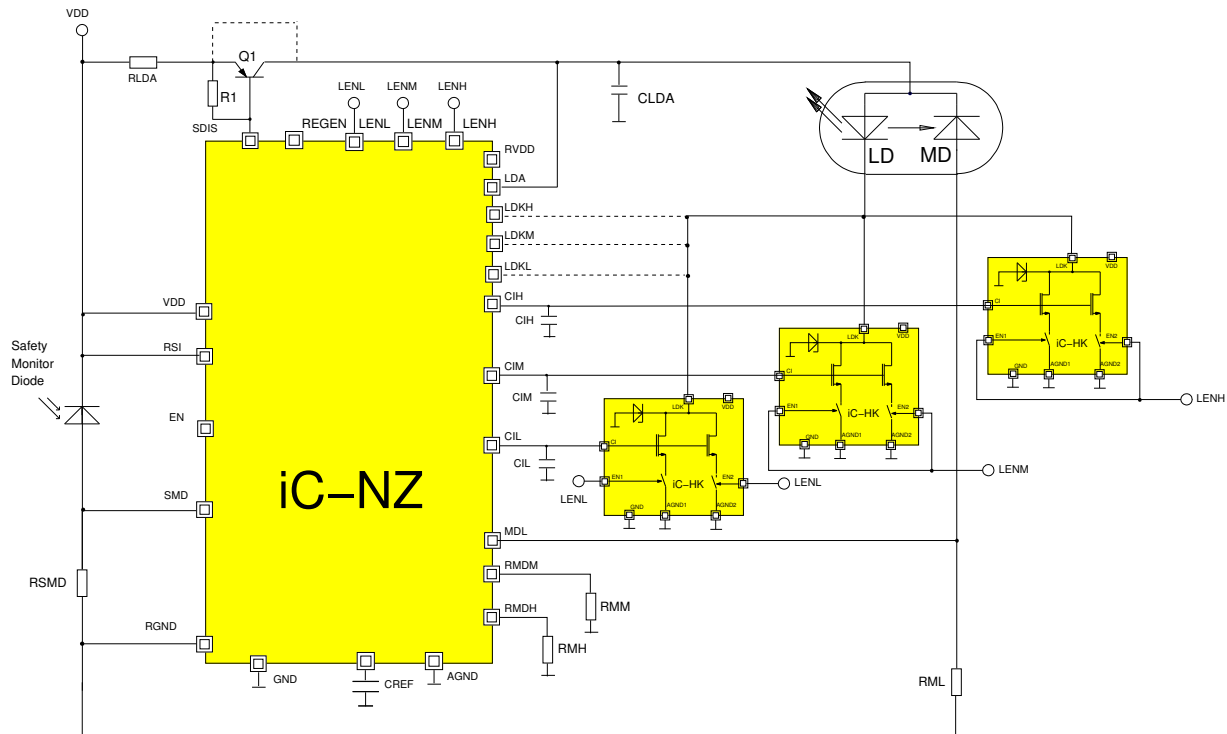 VDD
RLDA
Q1
R1
SDIS
REGEN
LENL
LENM
LENH
LENL
LENM
LENH
CLDA
LD
MD
RVDD
LDA
LDKH
LDKM
LDKL
CIH
CIH
CIM
CIM
CIL
CIL
VDD
RSI
EN
SMD
RGND
Safety
Monitor
Diode
RSMD
iC–NZ
MDL
RMDM
RMDH
RMM
RMH
RML
GND
CREF
AGND
LDK
VDD
CI
EN1
iC–HK
EN2
GND
AGND1
AGND2
LENL
LENL
LDK
VDD
CI
EN1
iC–HK
EN2
GND
AGND1
AGND2
LENM
LDK
VDD
CI
EN1
iC–HK
EN2
GND
AGND1
AGND2
LENH